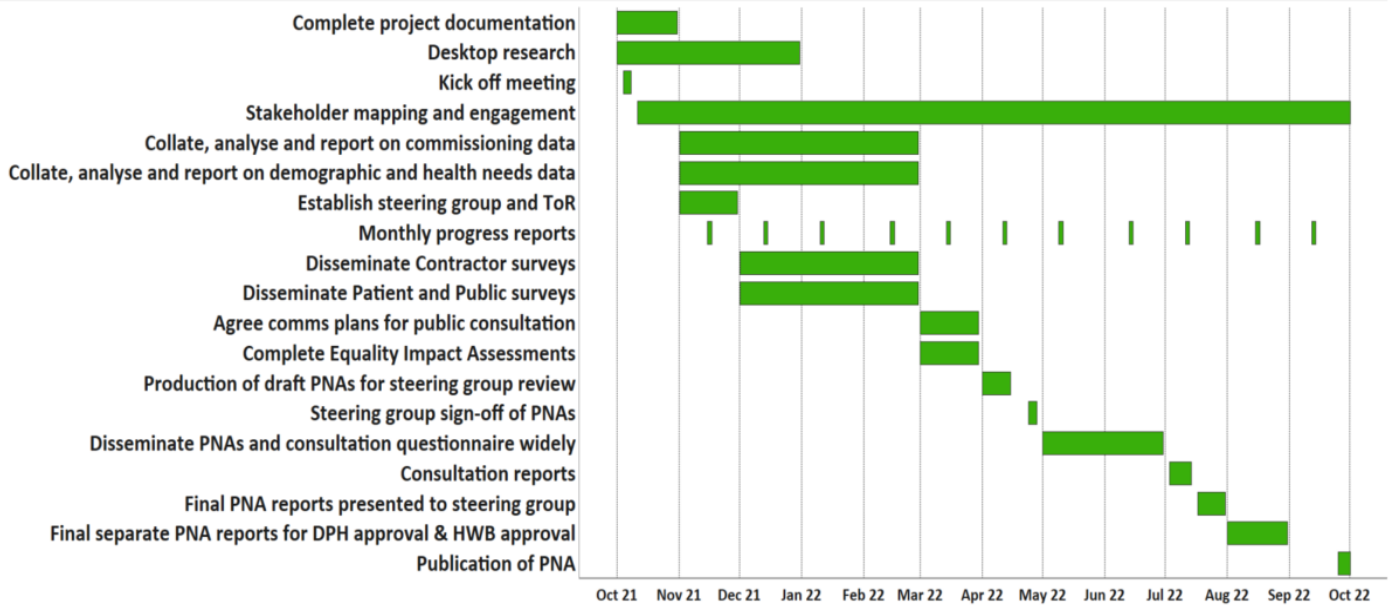 Complete project documentation
Desktop research
Kick off meeting
Stakeholder mapping and engagement
Collate, analyse and report on commissioning data
Collate, analyse and report on demographic and health needs data
Establish steering group and ToR
Monthly progress reports
Disseminate Contractor surveys
Disseminate Patient and Public surveys
Agree comms plans for public consultation
Complete Equality Impact Assessments
Production of draft PNAs for steering group review
Steering group sign-off of PNAs
Disseminate PNAs and consultation questionnaire widely
Consultation reports
Final PNA reports presented to steering group
Final separate PNA reports for DPH approval & HWB approval
Publication of PNA
Oct 21 Nov 21 Dec 21 Jan 22 Feb 22 Mar 22 Apr 22 May 22 Jun 22 Jul 22 Aug 22 Sep 22 Oct 22